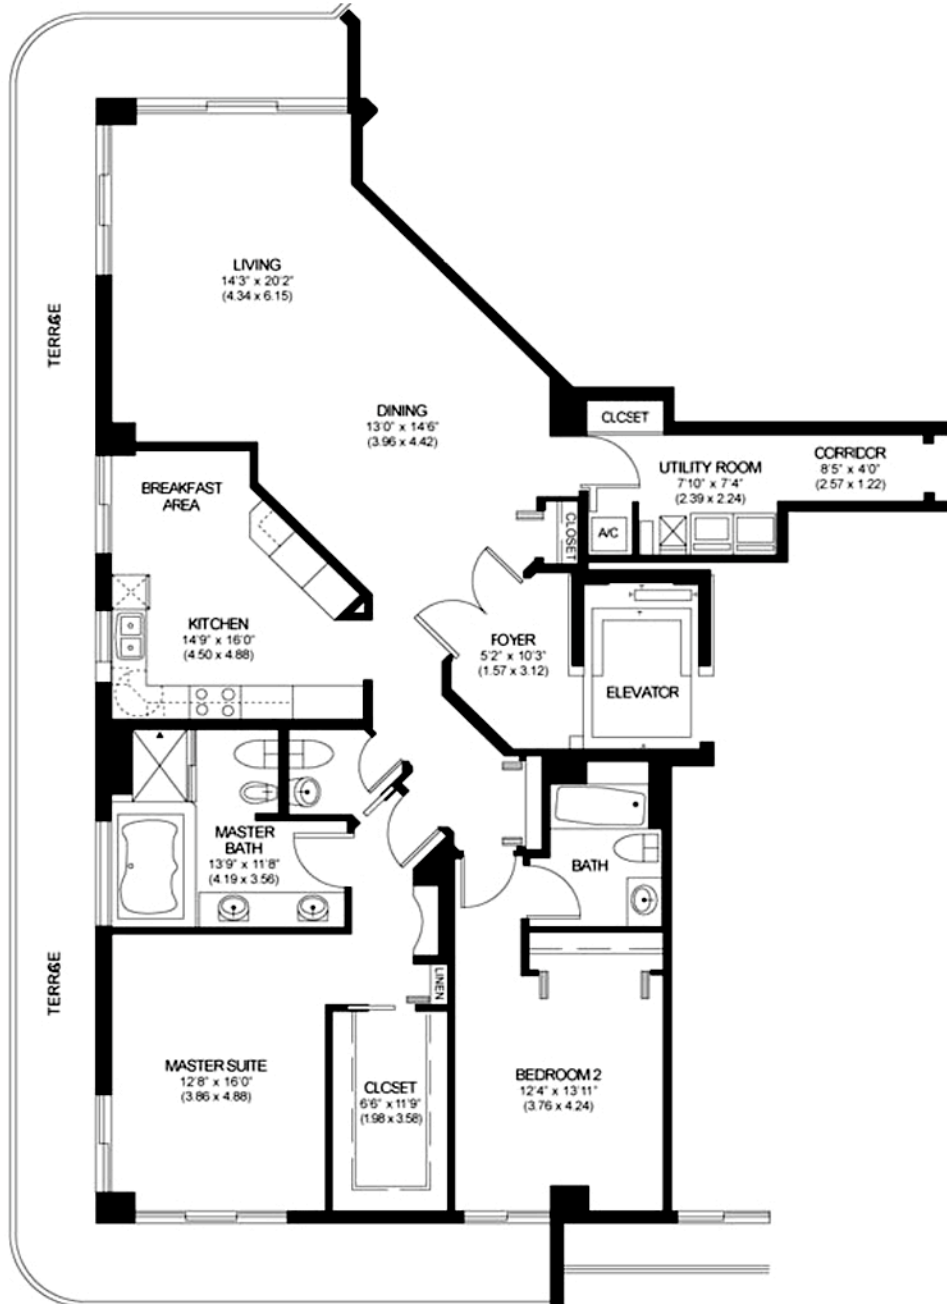 LIVING
14'3" x 20'2"
(4.34 x 6.15)
TERRCE
DINING
13'0" x 14'6"
(3.96 x 4.42)
CLCSET
UTILITY ROOM
7'10" x 7'4"
(2.39 x 2.24)
CORRIDCR
8'5" x 4'0"
(2.57 x 1.22)
BREAKFAST
AREA
CLOSET
A/C
KITCHEN
14'9" x 16'0"
(4.50 x 4.88)
FOYER
5'2" x 10'3"
(1.57 x 3.12)
ELEVATOR
MASTER
BATH
13'9" x 11'8"
(4.19 x 3.56)
BATH
TERRCE
LINEN
MASTER SUITE
12'8" x 16'0"
(3.86 x 4.88)
CLCSET
6'6" x 11'9"
(1.98 x 3.58)
BEDROOM 2
12'4" x 13'11"
(3.76 x 4.24)